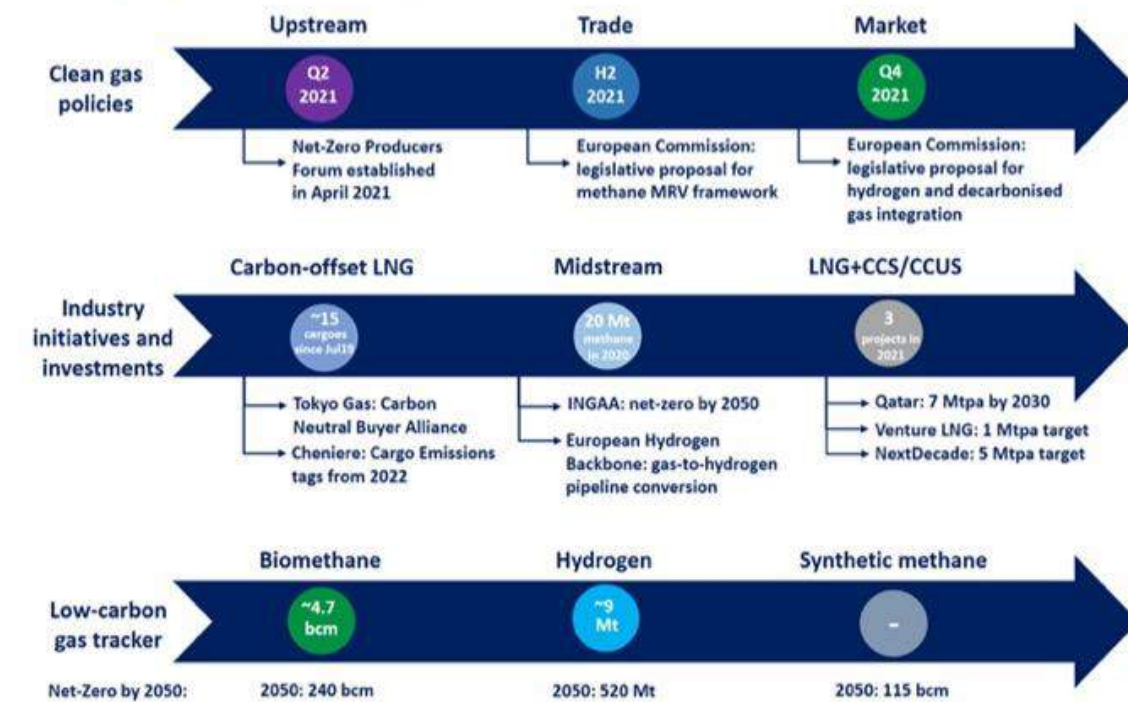 Upstream Trade Market
Clean gas
policies
Q2
2021
H2
2021
Q4
2021
Net-Zero Producers
Forum established
in April 2021
European Commission:
legislative proposal for
methane MRV framework
European Commission:
legislative proposal for
hydrogen and decarbonised
gas integration
Carbon-offset LNG Midstream LNG+CCS/CCUS
Industry
initiatives and
investments
~15
cargoes
since Jul19
20 Mt
methane
in 2020
3
projects in
2021
Tokyo Gas: Carbon
Neutral Buyer Alliance
Cheniere: Cargo Emissions
tags from 2022
INGAA: net-zero by 2050
European Hydrogen
Backbone: gas-to-hydrogen
pipeline conversion
Qatar: 7 Mtpa by 2030
Venture LNG: 1 Mtpa target
NextDecade: 5 Mtpa target
Biomethane Hydrogen Synthetic methane
Low-carbon
gas tracker
~4.7
bcm
~9
Mt
-
Net-Zero by 2050: 2050: 240 bcm 2050: 520 Mt 2050: 115 bcm